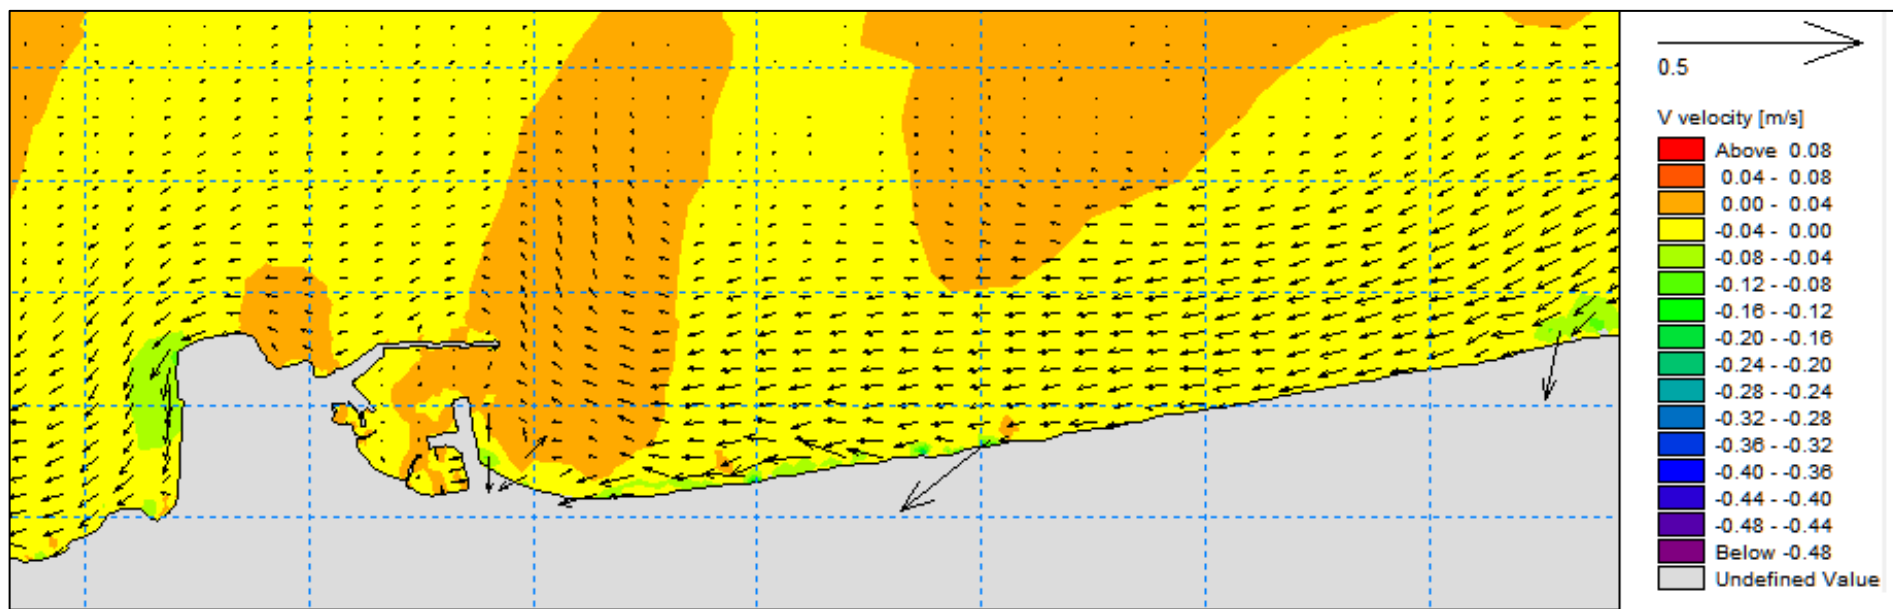 0.5
V velocity [m/s]
Above 0.08
0.04 - 0.08
0.00 - 0.04
-0.04 - 0.00
-0.08 - -0.04
-0.12 - -0.08
-0.16 - -0.12
-0.20 - -0.16
-0.24 - -0.20
-0.28 - -0.24
-0.32 - -0.28
-0.36 - -0.32
-0.40 - -0.36
-0.44 - -0.40
-0.48 - -0.44
Below -0.48
Undefined Value